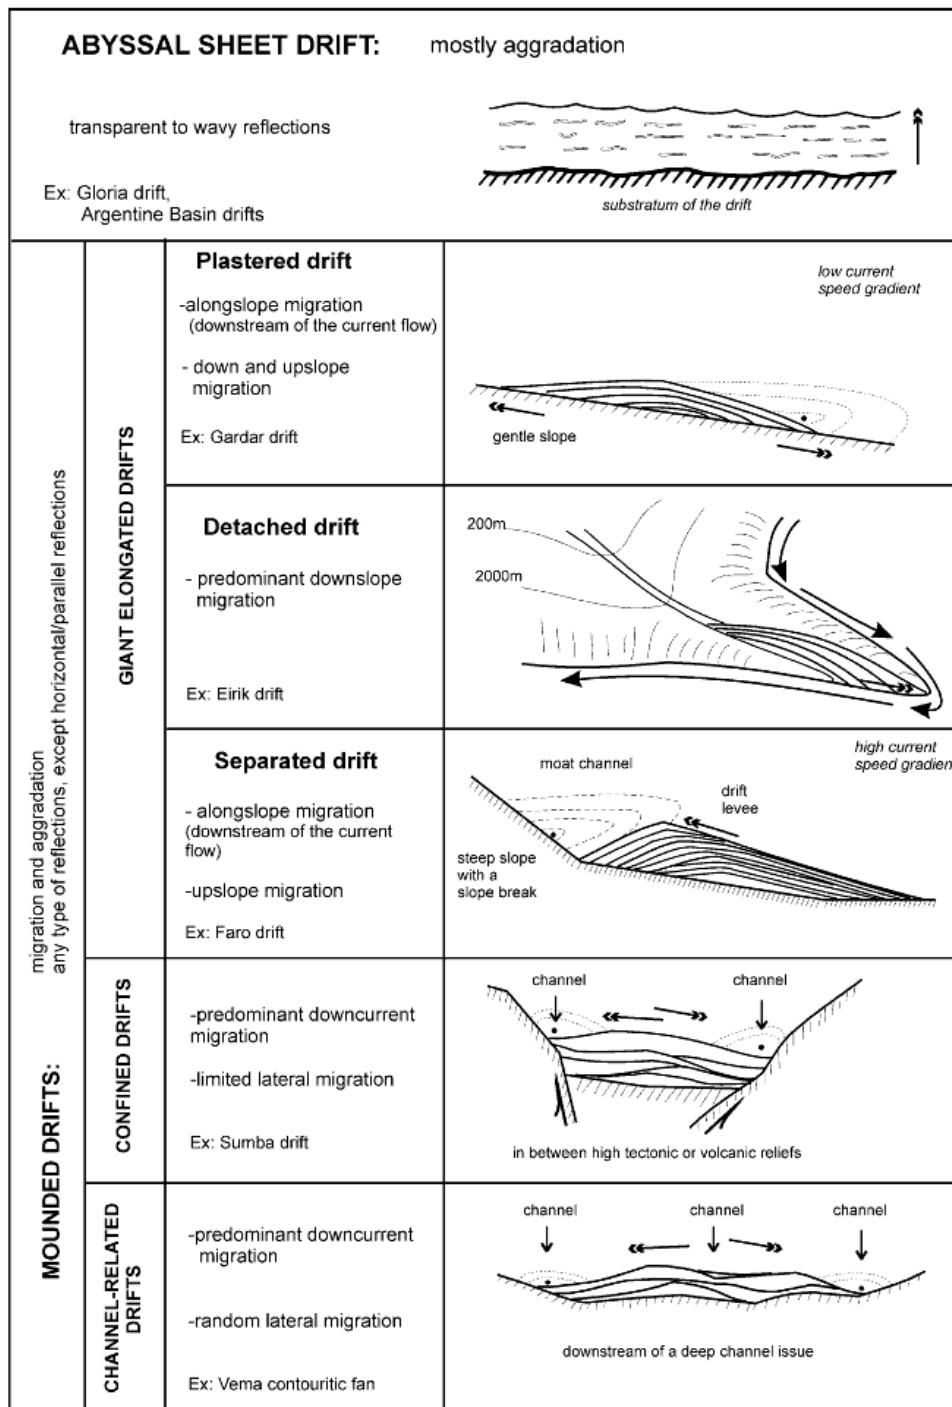 ABYSSAL SHEET DRIFT: mostly aggradation
transparent to wavy reflections
Ex: Gloria drift,
Argentine Basin drifts
substratum of the drift
MOUNDED DRIFTS:
migration and aggradation
any type of reflections, except horizontal/parallel reflections
GIANT ELONGATED DRIFTS
Plastered drift
-alongslope migration
(downstream of the current flow)
- down and upslope
migration
Ex: Gardar drift
low current
speed gradient
gentle slope
Detached drift
- predominant downslope
migration
Ex: Eirik drift
200m
2000m
Separated drift
- alongslope migration
(downstream of the current
flow)
-upslope migration
Ex: Faro drift
high current
speed gradien
moat channel
drift
levee
steep slope
with a
slope break
CONFINED DRIFTS
-predominant downcurrent
migration
-limited lateral migration
Ex: Sumba drift
channel
channel
in between high tectonic or volcanic reliefs
CHANNEL-RELATED
DRIFTS
-predominant downcurrent
migration
-random lateral migration
Ex: Vema contouritic fan
channel
channel
channel
downstream of a deep channel issue